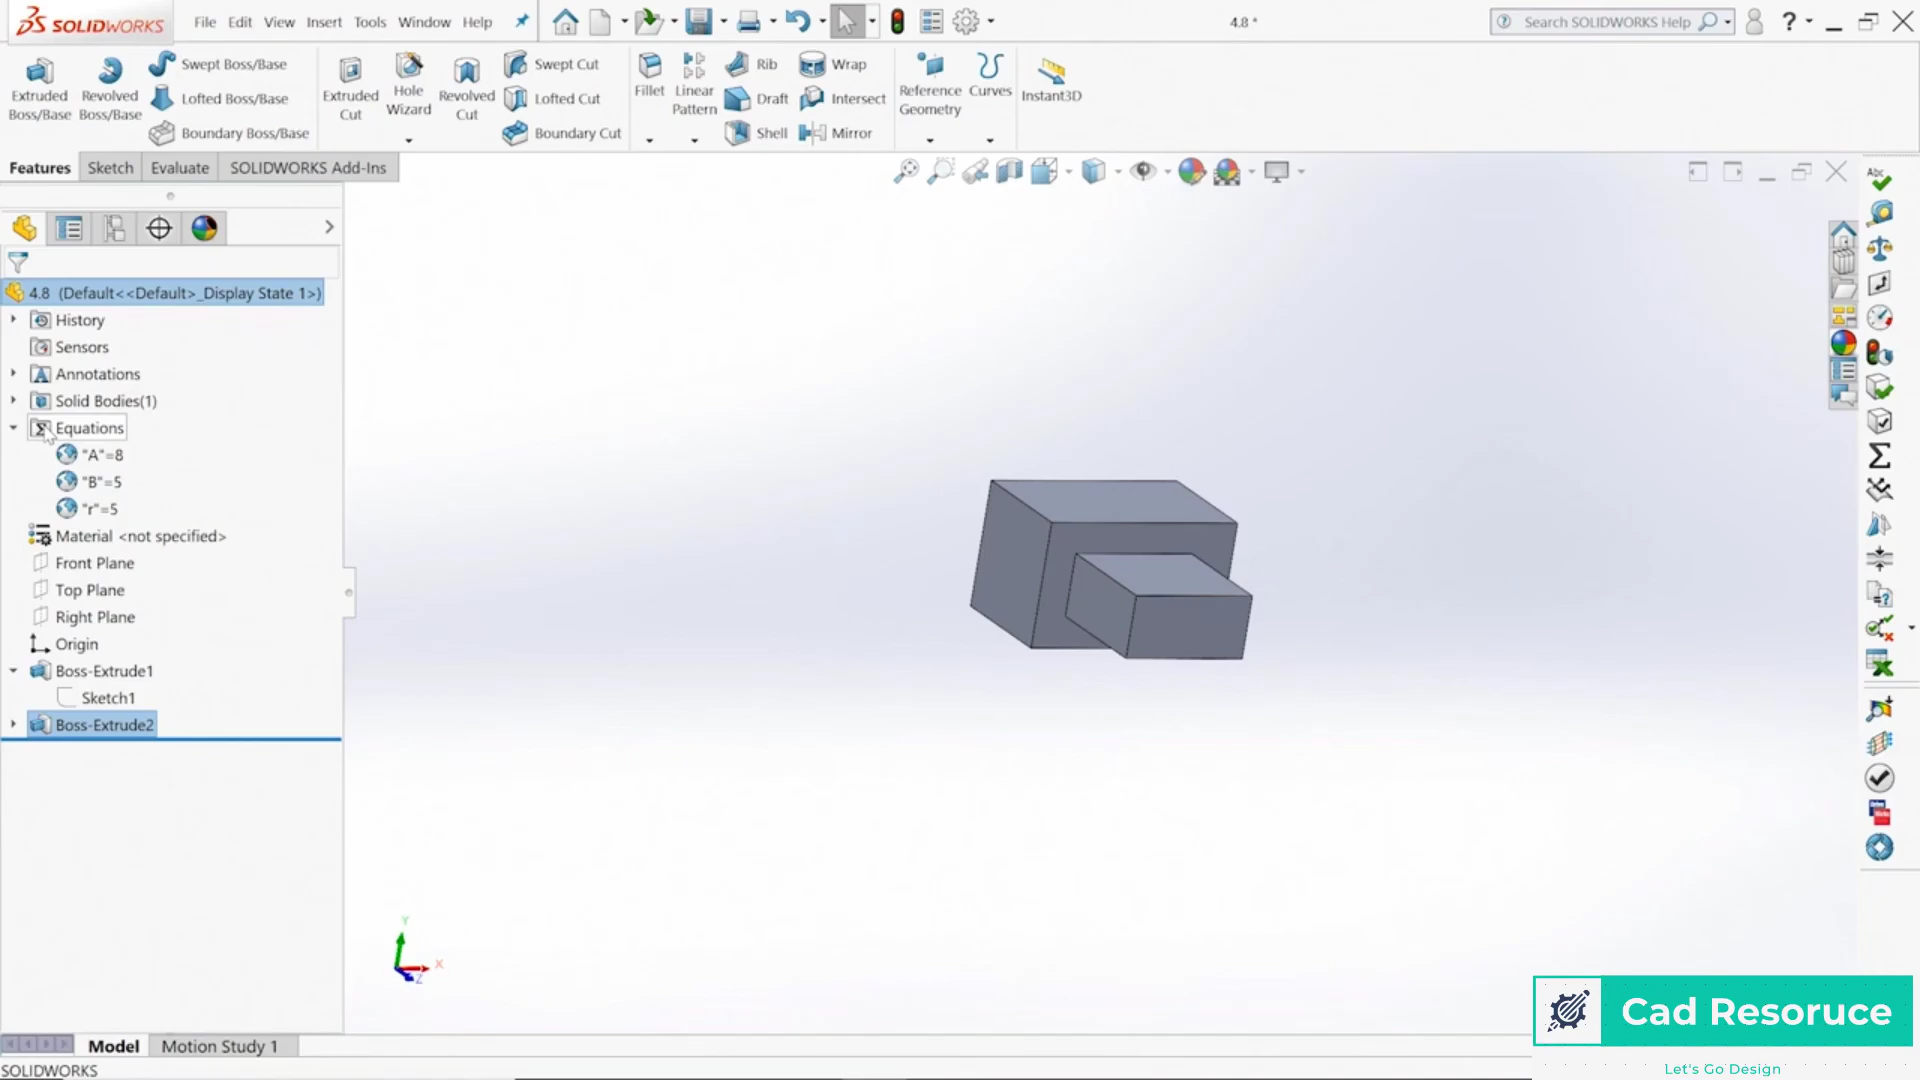 SOLIDWORKS
File Edit View Insert Tools Window Help
4.8 *
Search SOLIDWORKS Help
Extruded Boss/Base
Revolved Boss/Base
Swept Boss/Base
Lofted Boss/Base
Boundary Boss/Base
Extruded Cut
Hole Wizard
Revolved Cut
Swept Cut
Lofted Cut
Boundary Cut
Fillet
Linear Pattern
Rib
Draft
Shell
Wrap
Intersect
Mirror
Reference Geometry
Curves
Instant3D
Features Sketch Evaluate SOLIDWORKS Add-Ins
4.8 (Default<<Default>_Display State 1>)
History
Sensors
Annotations
Solid Bodies(1)
Equations
"A"=8
"B"=5
"r"=5
Material <not specified>
Front Plane
Top Plane
Right Plane
Origin
Boss-Extrude1
Sketch1
Boss-Extrude2
Y
X
Z
Model Motion Study 1
SOLIDWORKS
Cad Resoruce
Let's Go Design